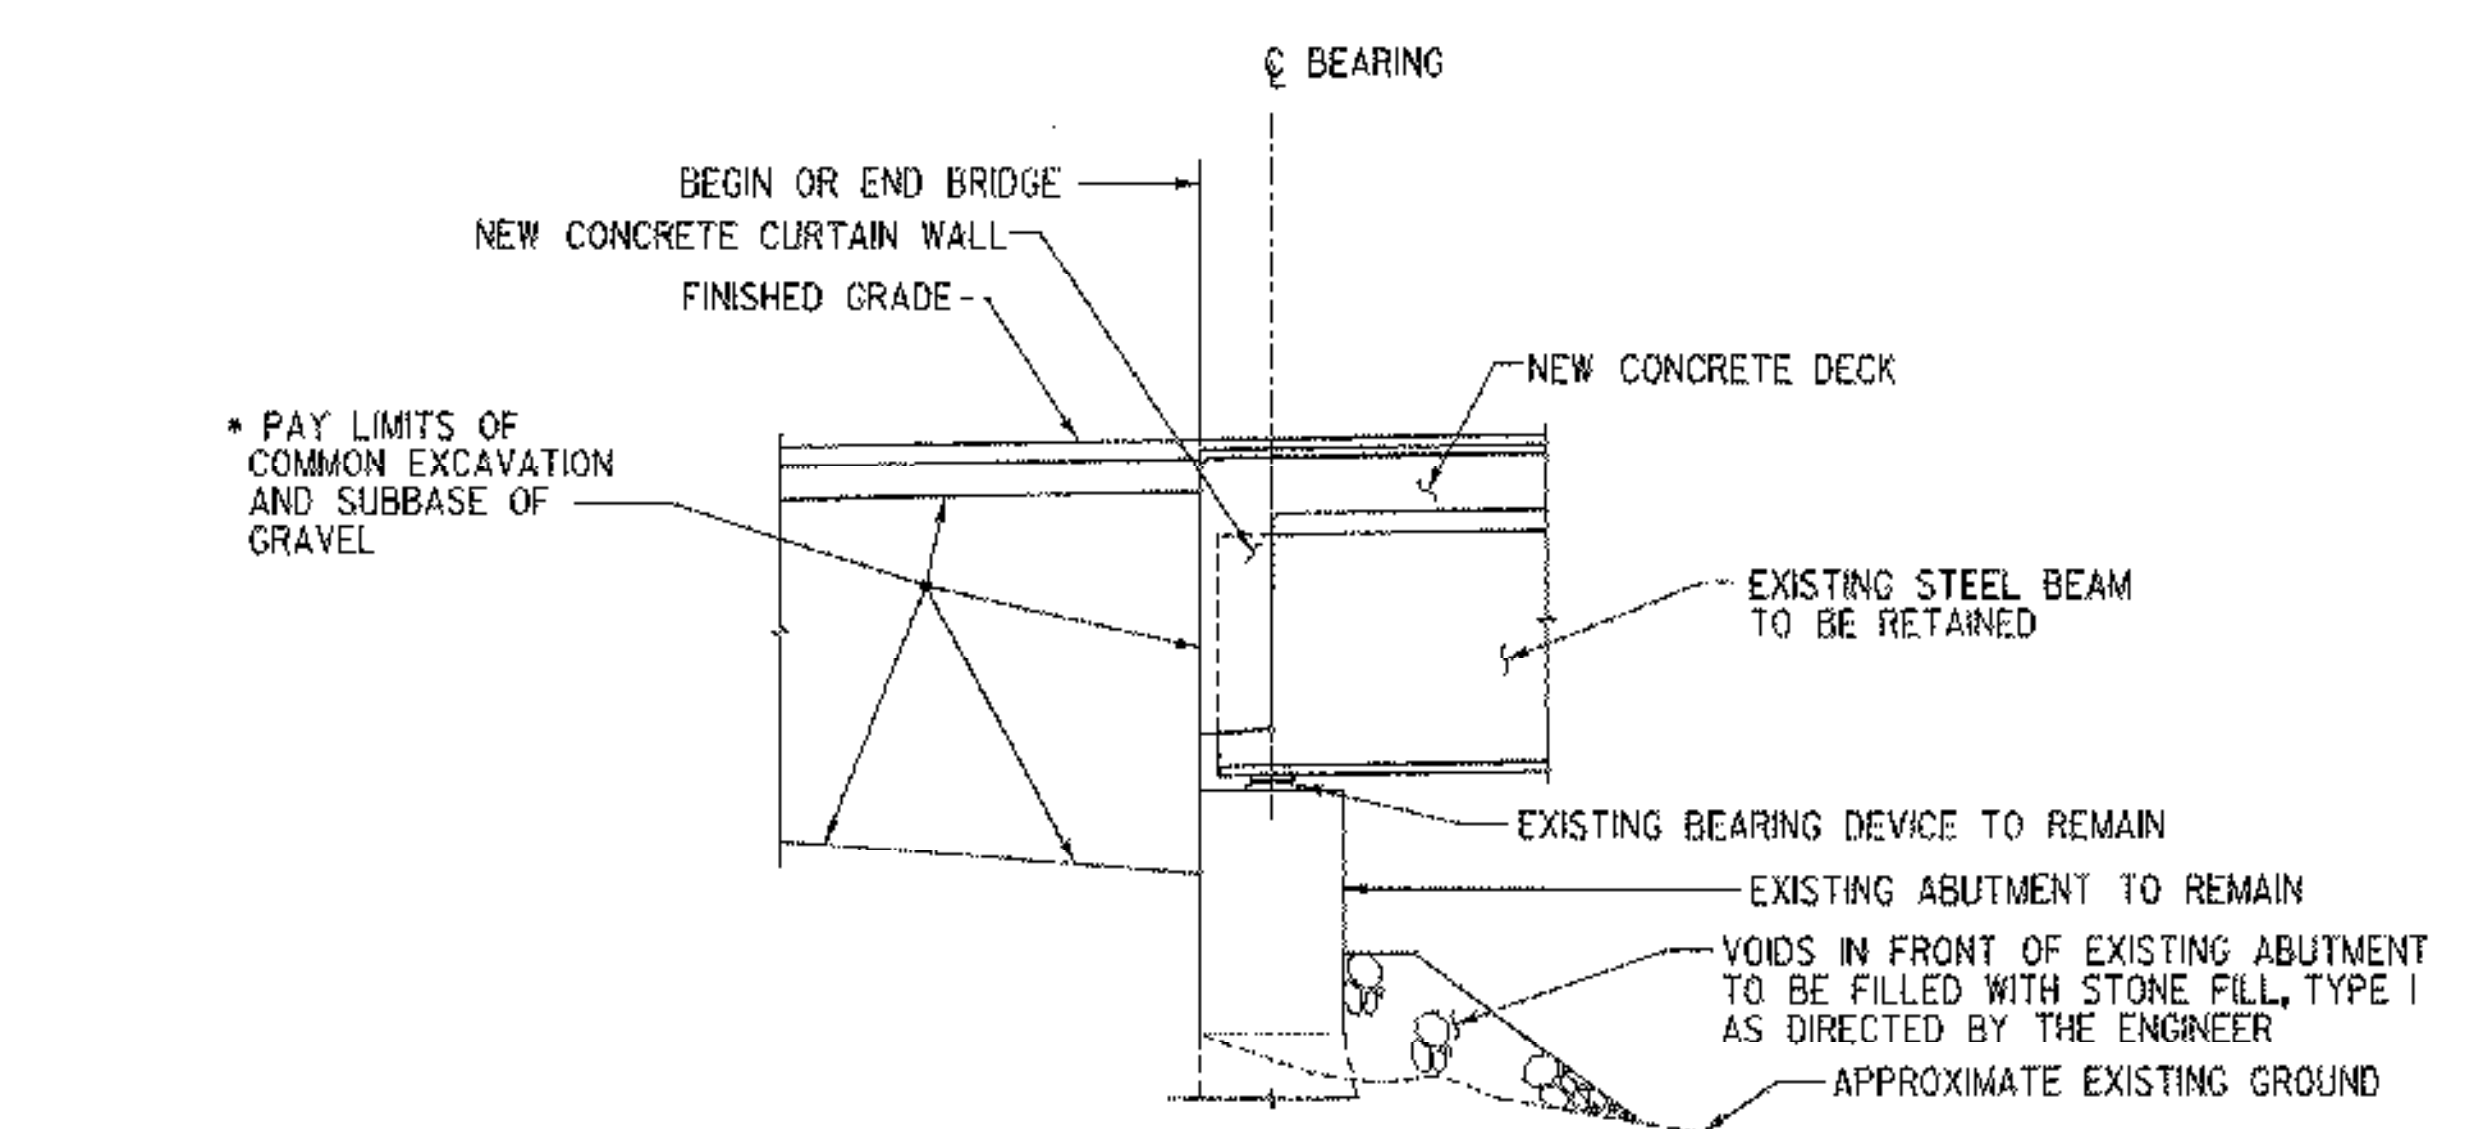 ℄ BEARING
BEGIN OR END BRIDGE
NEW CONCRETE CURTAIN WALL
FINISHED GRADE
NEW CONCRETE DECK
* PAY LIMITS OF
COMMON EXCAVATION
AND SUBBASE OF
GRAVEL
EXISTING STEEL BEAM
TO BE RETAINED
EXISTING BEARING DEVICE TO REMAIN
EXISTING ABUTMENT TO REMAIN
VOIDS IN FRONT OF EXISTING ABUTMENT
TO BE FILLED WITH STONE FILL, TYPE I
AS DIRECTED BY THE ENGINEER
APPROXIMATE EXISTING GROUND